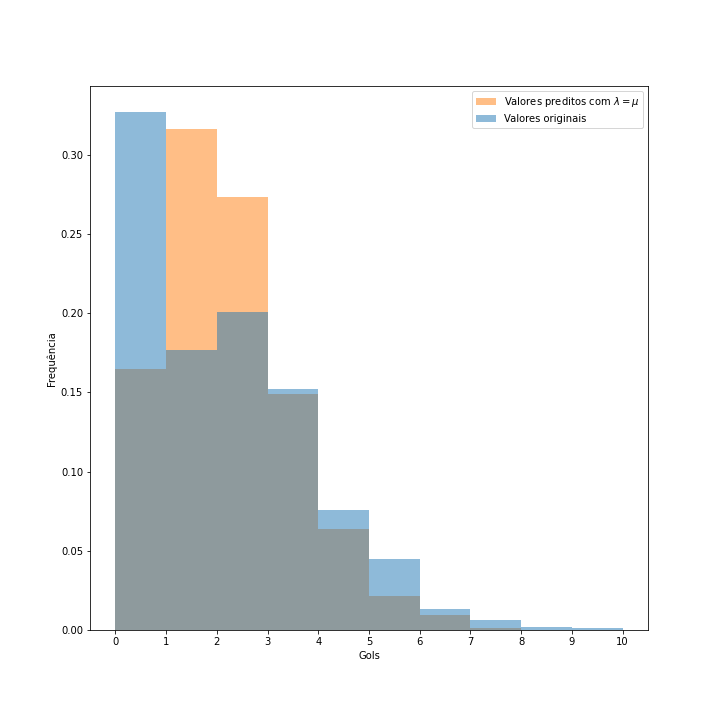 Valores preditos com λ = μ
Valores originais
0.30
0.25
0.20
0.15
0.10
0.05
0.00
Frequência
0 1 2 3 4 5 6 7 8 9 10
Gols